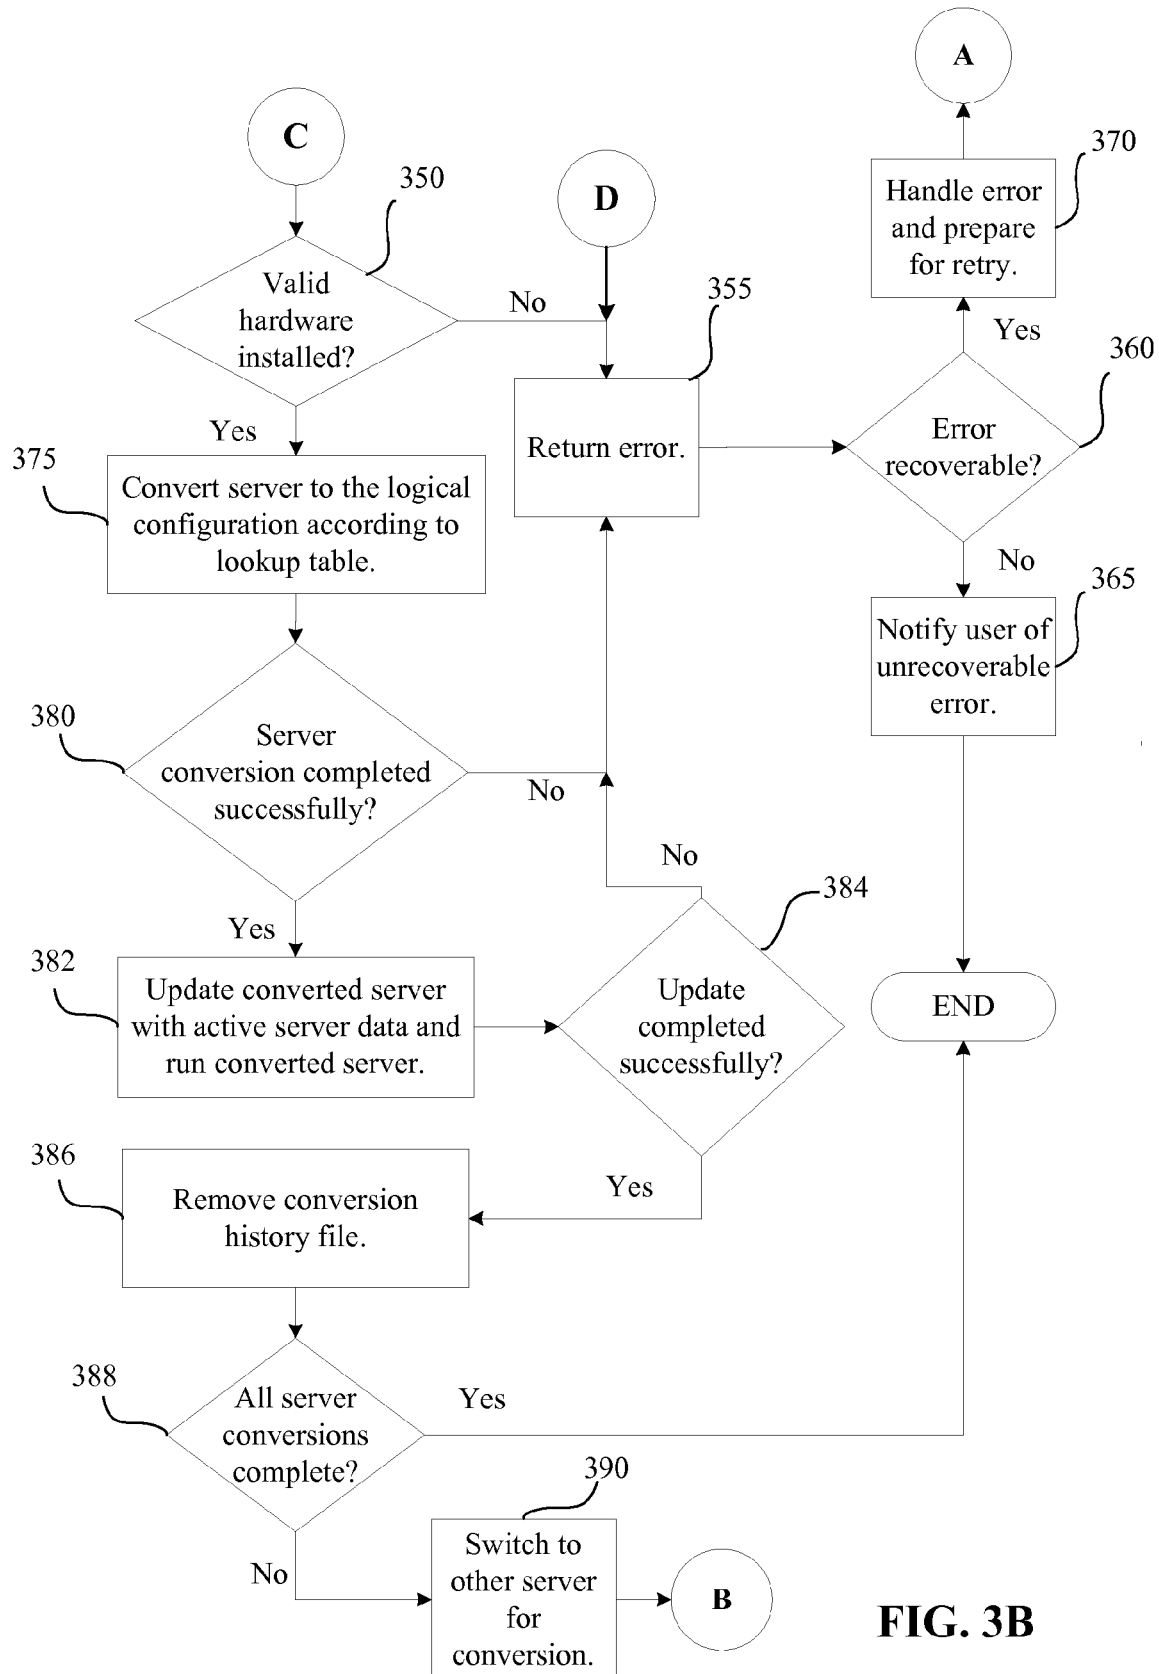 A
C
350
D
370
Handle error
and prepare
for retry.
Valid
hardware
installed?
No
355
Yes
360
Yes
Return error.
Error
recoverable?
375
Convert server to the logical
configuration according to
lookup table.
No
365
Notify user of
unrecoverable
error.
380
Server
conversion completed
successfully?
No
No
384
Yes
382
Update converted server
with active server data and
run converted server.
Update
completed
successfully?
END
386
Remove conversion
history file.
Yes
388
All server
conversions
complete?
Yes
390
No
Switch to
other server
for
conversion.
B
FIG. 3B